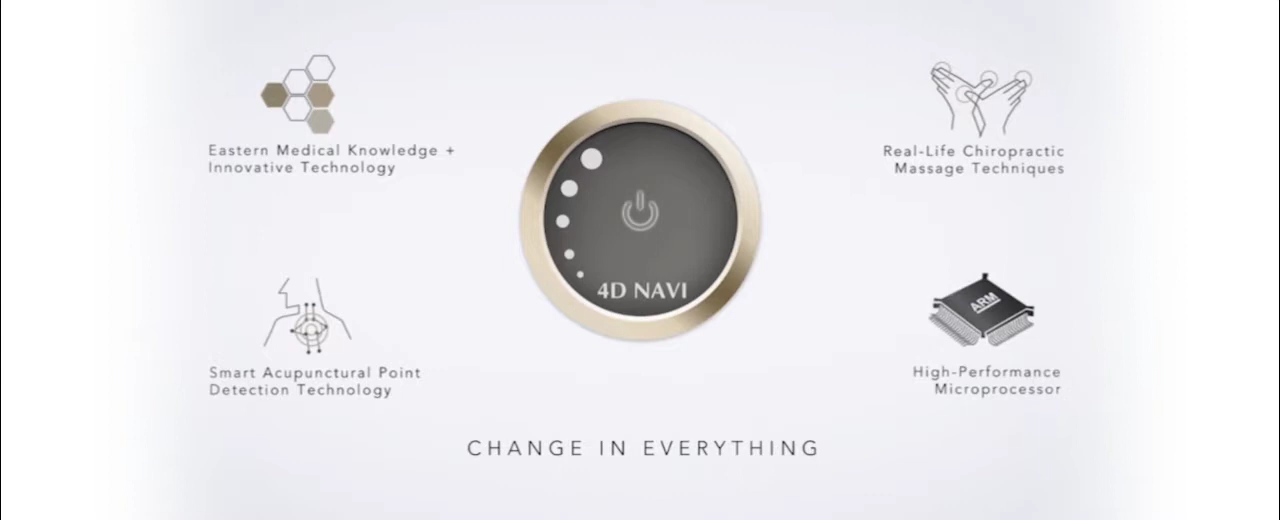 Eastern Medical Knowledge +
Innovative Technology
Real-Life Chiropractic
Massage Techniques
4D NAVI
Smart Acupunctural Point
Detection Technology
ARM
High-Performance
Microprocessor
CHANGE IN EVERYTHING